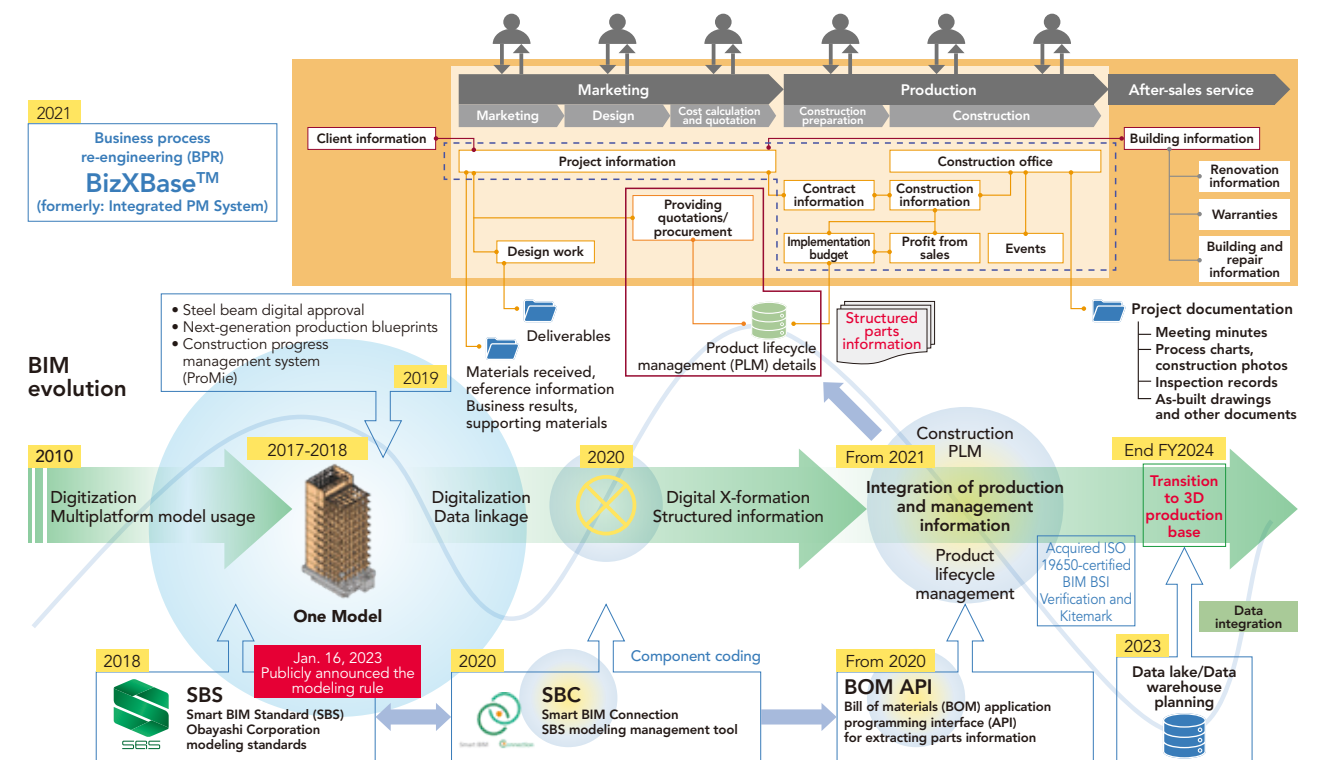 2021
Business process
re-engineering (BPR)
BizXBase™
(formerly: Integrated PM System)
Marketing
Production
After-sales service
Marketing
Design
Cost calculation
and quotation
Construction
preparation
Construction
Client information
Building information
Project information
Construction office
Renovation
information
Contract
information
Construction
information
Providing
quotations/
procurement
Warranties
Design work
Implementation
budget
Profit from
sales
Events
Building and
repair
information
• Steel beam digital approval
• Next-generation production blueprints
• Construction progress
management system
(ProMie)
2019
Deliverables
Materials received,
reference information
Business results,
supporting materials
Product lifecycle
management (PLM) details
Structured
parts
information
Project documentation
Meeting minutes
Process charts,
construction photos
Inspection records
As-built drawings
and other documents
BIM
evolution
2010
Digitization
Multiplatform model usage
2017-2018
One Model
Digitalization
Data linkage
2020
Digital X-formation
Structured information
From 2021
Construction
PLM
Integration of production
and management
information
Product
lifecycle
management
End FY2024
Transition
to 3D
production
base
Acquired ISO
19650-certified
BIM BSI
Verification and
Kitemark
Data
integration
2018
SBS
SBS
Smart BIM Standard (SBS)
Obayashi Corporation
modeling standards
Jan. 16, 2023
Publicly announced the
modeling rule
2020
Smart BIM Connection
SBC
Smart BIM Connection
SBS modeling management tool
Component coding
From 2020
BOM API
Bill of materials (BOM) application
programming interface (API)
for extracting parts information
2023
Data lake/Data
warehouse
planning